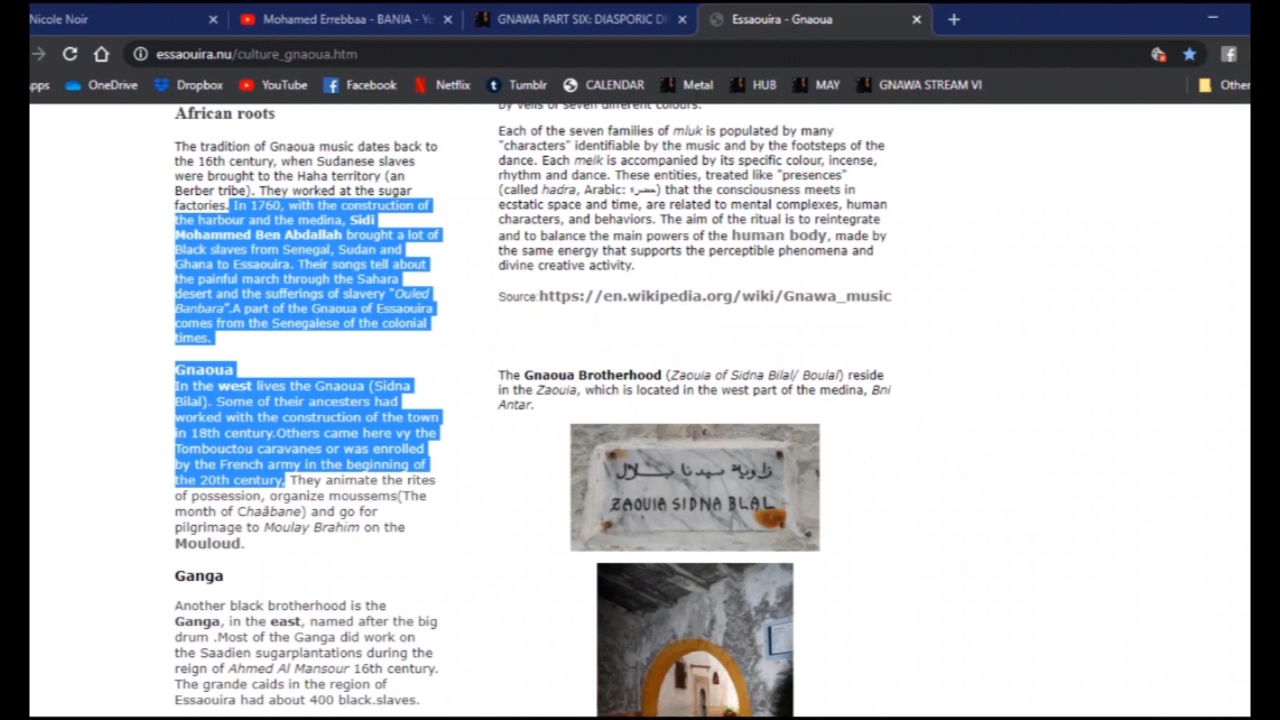 Nicole Noir
Mohamed Errebbaa - BANIA - Yo
GNAWA PART SIX: DIASPORIC DI
Essaouira - Gnaoua
essaouira.nu/culture_gnaoua.htm
pps
OneDrive
Dropbox
YouTube
Facebook
Netflix
Tumblr
CALENDAR
Metal
HUB
MAY
GNAWA STREAM VI
Other
African roots
The tradition of Gnaoua music dates back to
the 16th century, when Sudanese slaves
were brought to the Haha territory (an
Berber tribe). They worked at the sugar
factories. In 1760, with the construction of
the harbour and the medina, Sidi
Mohammed Ben Abdallah brought a lot of
Black slaves from Senegal, Sudan and
Ghana to Essaouira. Their songs tell about
the painful march through the Sahara
desert and the sufferings of slavery "Ouled
Banbara".A part of the Gnaoua of Essaouira
comes from the Senegalese of the colonial
times.
Gnaoua
In the west lives the Gnaoua (Sidna
Bilal). Some of their ancesters had
worked with the construction of the town
in 18th century.Others came here vy the
Tombouctou caravanes or was enrolled
by the French army in the beginning of
the 20th century. They animate the rites
of possession, organize moussems(The
month of Chaâbane) and go for
pilgrimage to Moulay Brahim on the
Mouloud.
Ganga
Another black brotherhood is the
Ganga, in the east, named after the big
drum .Most of the Ganga did work on
the Saadien sugarplantations during the
reign of Ahmed Al Mansour 16th century.
The grande caids in the region of
Essaouira had about 400 black.slaves.
by veils of seven different colours.
Each of the seven families of mluk is populated by many
"characters" identifiable by the music and by the footsteps of the
dance. Each melk is accompanied by its specific colour, incense,
rhythm and dance. These entities, treated like "presences"
(called hadra, Arabic: حضرة) that the consciousness meets in
ecstatic space and time, are related to mental complexes, human
characters, and behaviors. The aim of the ritual is to reintegrate
and to balance the main powers of the human body, made by
the same energy that supports the perceptible phenomena and
divine creative activity.
Source:https://en.wikipedia.org/wiki/Gnawa_music
The Gnaoua Brotherhood (Zaouia of Sidna Bilal/ Boulal) reside
in the Zaouia, which is located in the west part of the medina, Bni
Antar.
زاوية سيدنا بلال
ZAOUIA SIDNA BLAL